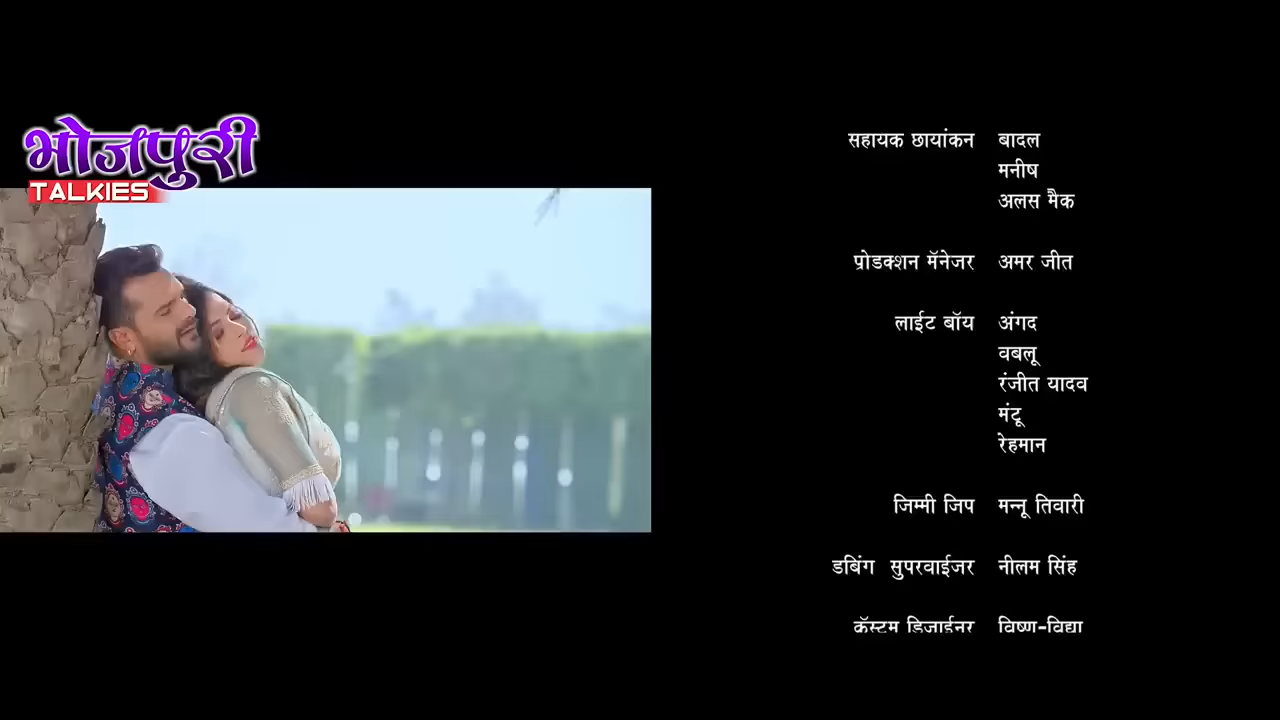 भोजपुरी
TALKIES
सहायक छायांकन बादल
मनीष
अलस मैक
प्रोडक्शन मॅनेजर अमर जीत
लाईट बॉय अंगद
वबलू
रंजीत यादव
मंटू
रेहमान
जिम्मी जिप मन्नू तिवारी
डबिंग सुपरवाईजर नीलम सिंह
कॅस्टम डिजाईनर विष्णु-विद्या